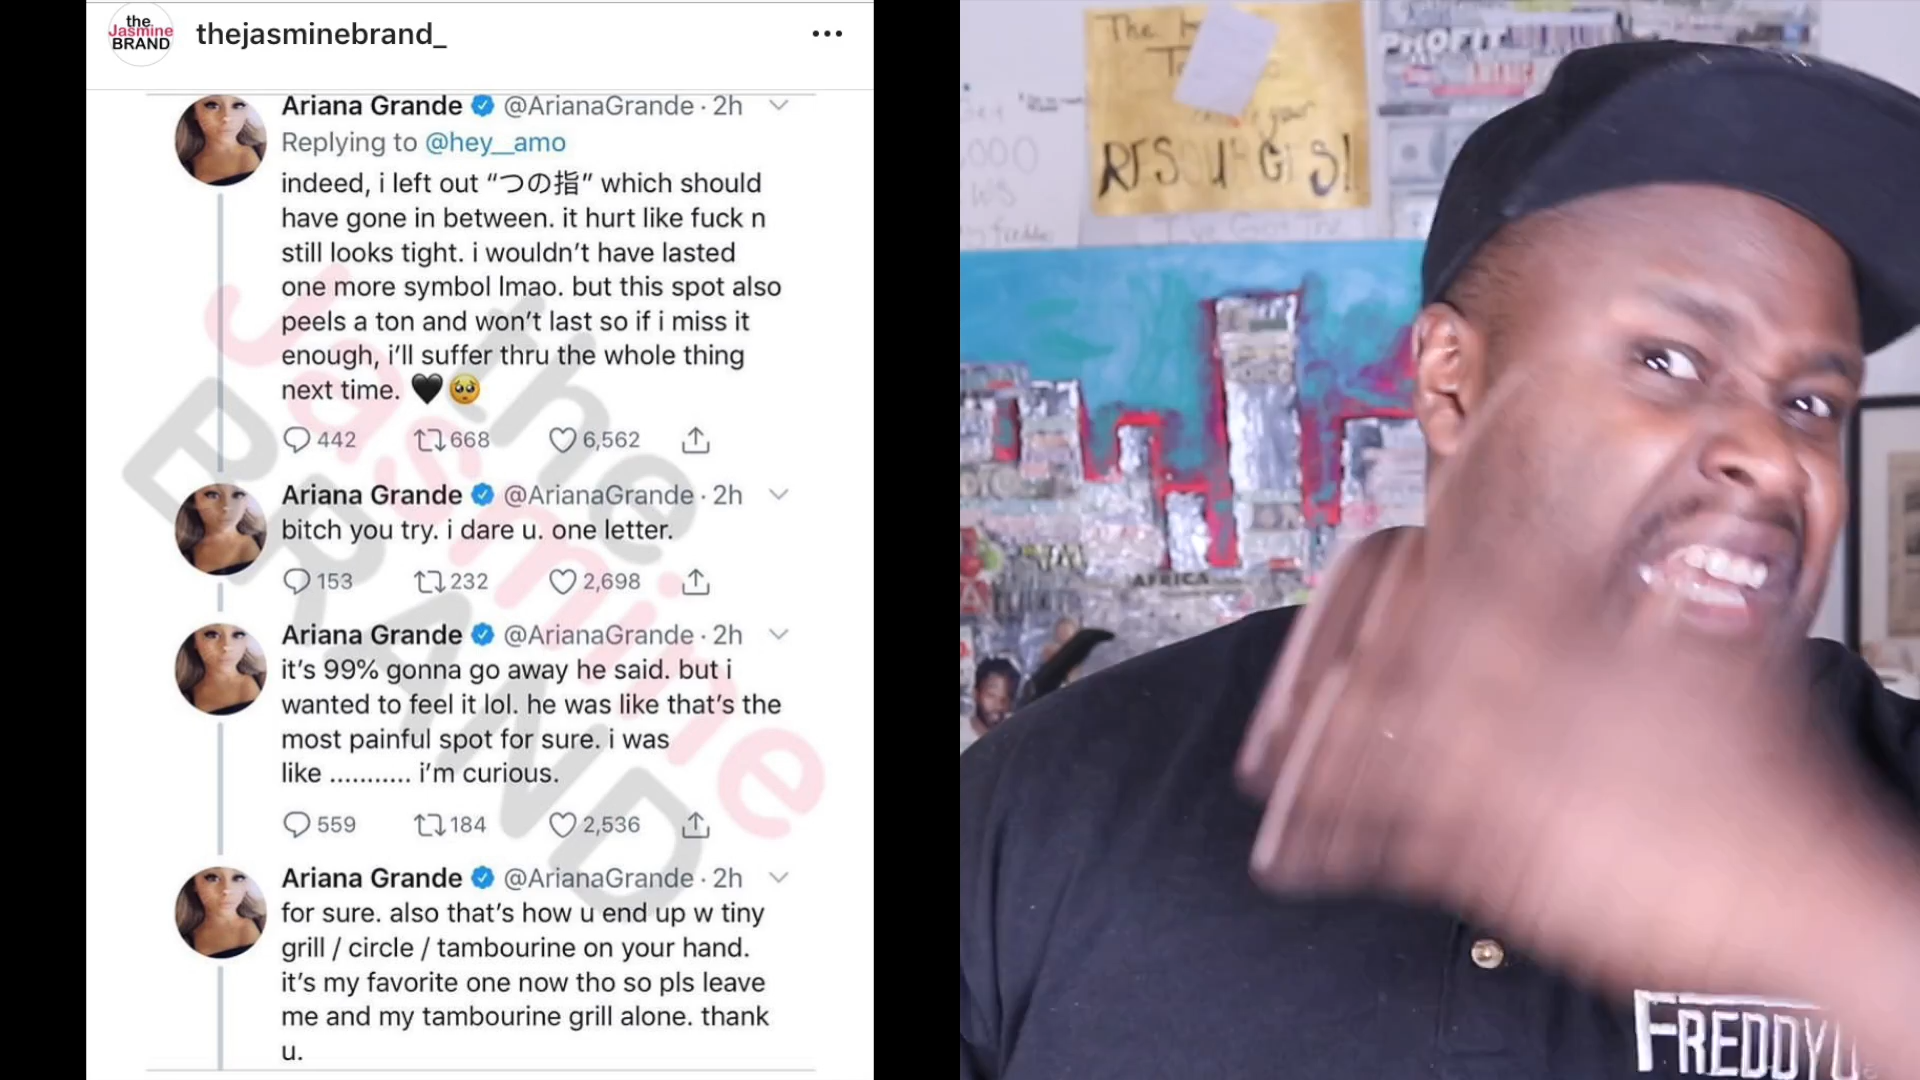 the
Jasmine
BRAND
thejasminebrand_
Ariana Grande @ArianaGrande · 2h
Replying to @hey__amo
indeed, i left out “つの指” which should
have gone in between. it hurt like fuck n
still looks tight. i wouldn’t have lasted
one more symbol lmao. but this spot also
peels a ton and won’t last so if i miss it
enough, i’ll suffer thru the whole thing
next time. 🖤🥺
442 668 6,562
Ariana Grande @ArianaGrande · 2h
bitch you try. i dare u. one letter.
153 232 2,698
Ariana Grande @ArianaGrande · 2h
it’s 99% gonna go away he said. but i
wanted to feel it lol. he was like that’s the
most painful spot for sure. i was
like ........... i’m curious.
559 184 2,536
Ariana Grande @ArianaGrande · 2h
for sure. also that’s how u end up w tiny
grill / circle / tambourine on your hand.
it’s my favorite one now tho so pls leave
me and my tambourine grill alone. thank
u.
the
Jasmine
BRAND
The
your
PROFIT
AFRICA
FREDDY